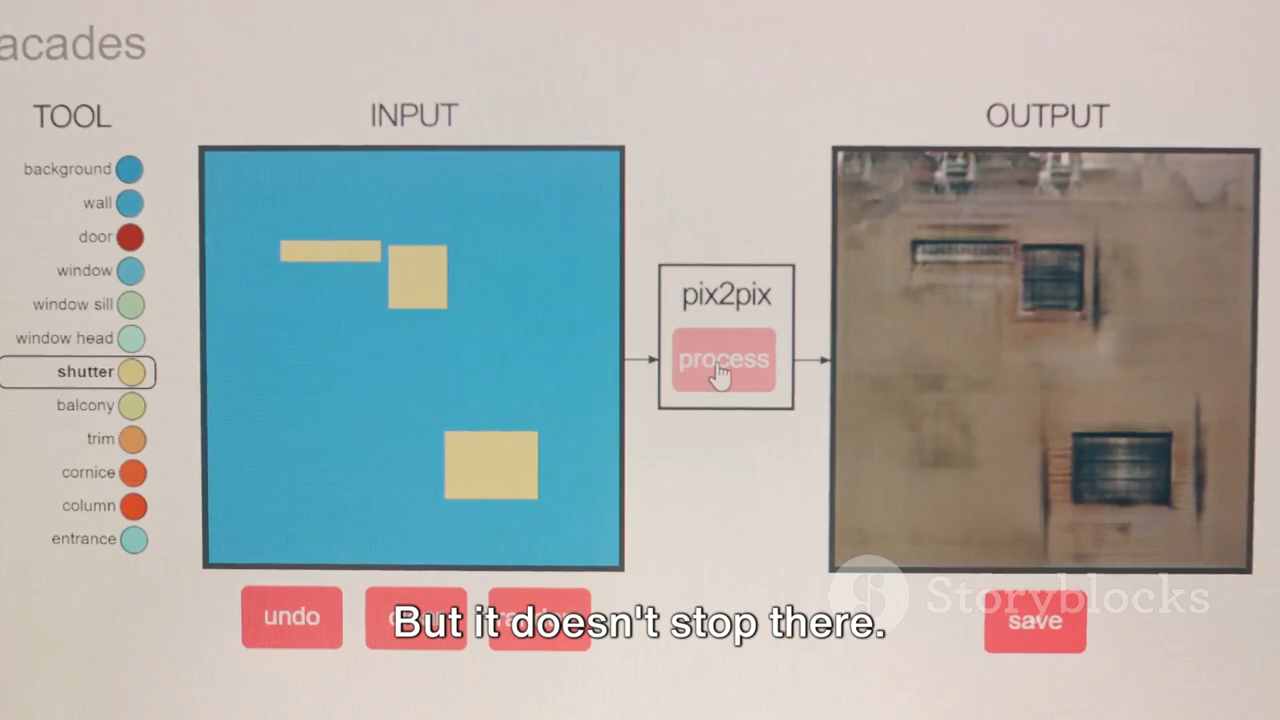 acades
TOOL
INPUT
OUTPUT
background
wall
door
window
window sill
window head
shutter
balcony
trim
cornice
column
entrance
pix2pix
process
undo
save
But it doesn't stop there.
Storyblocks